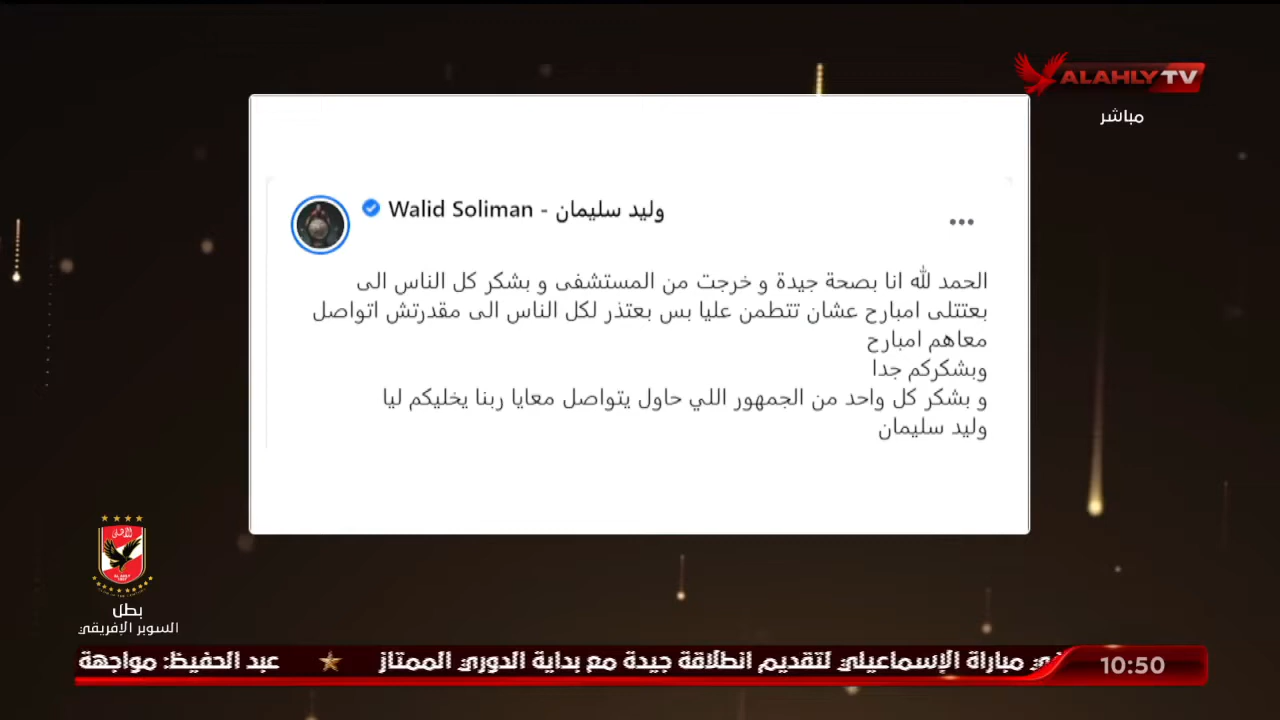 ALAHLY TV
مباشر
Walid Soliman - وليد سليمان
الحمد لله انا بصحة جيدة و خرجت من المستشفى و بشكر كل الناس الى
بعتتلى امبارح عشان تتطمن عليا بس بعتذر لكل الناس الى مقدرتش اتواصل
معاهم امبارح
وبشكركم جدا
و بشكر كل واحد من الجمهور اللي حاول يتواصل معايا ربنا يخليكم ليا
وليد سليمان
بطل
السوبر الإفريقي
في مباراة الإسماعيلي لتقديم انطلاقة جيدة مع بداية الدوري الممتاز ★ عبد الحفيظ: مواجهة
10:50